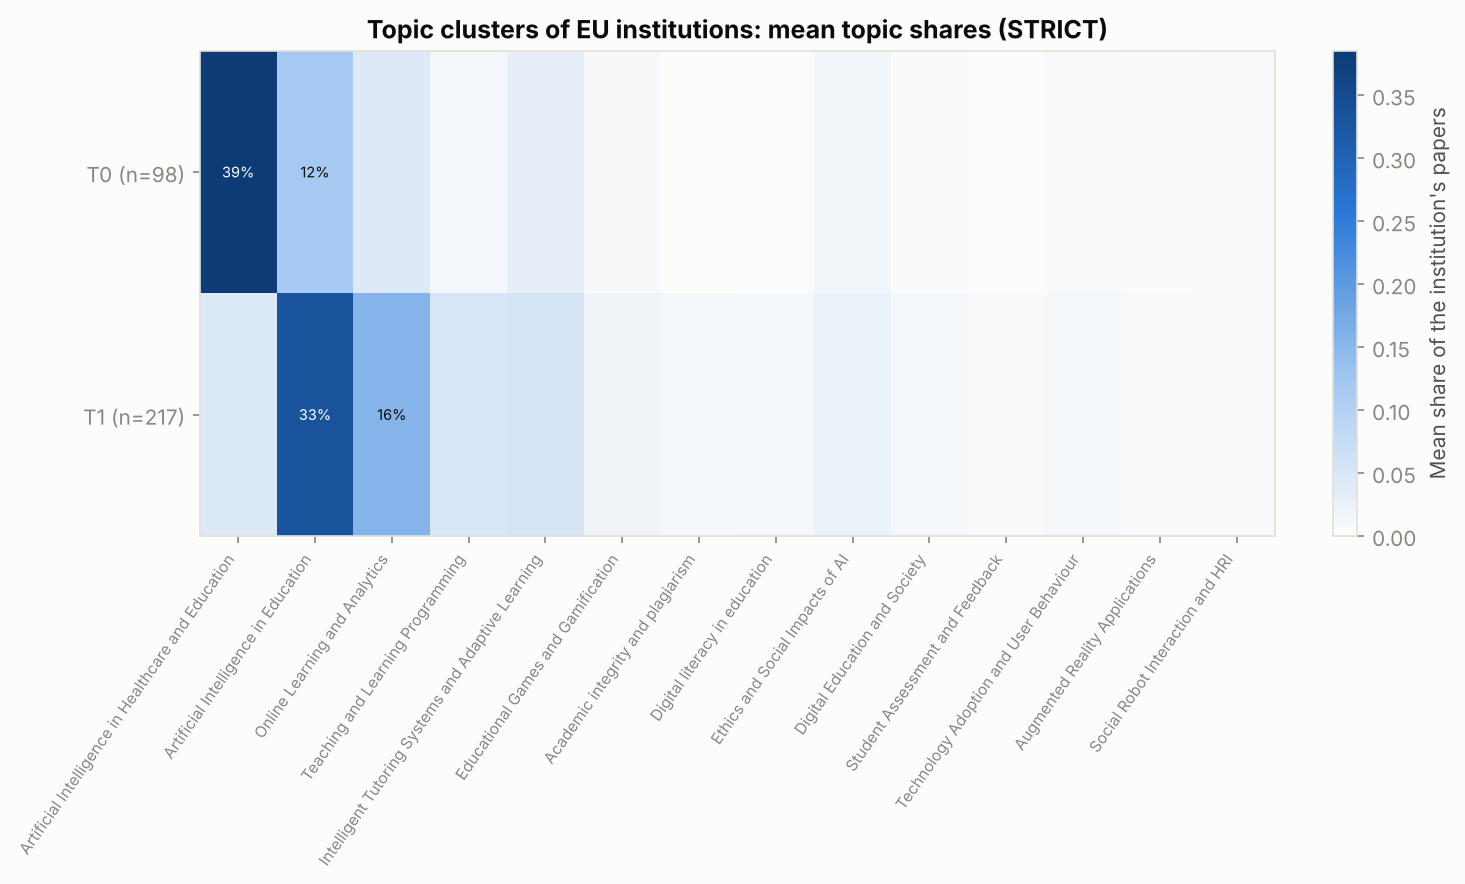 Topic clusters of EU institutions: mean topic shares (STRICT)
T0 (n=98)
39%
12%
T1 (n=217)
33%
16%
Artificial Intelligence in Healthcare and Education
Artificial Intelligence in Education
Online Learning and Analytics
Teaching and Learning Programming
Intelligent Tutoring Systems and Adaptive Learning
Educational Games and Gamification
Academic integrity and plagiarism
Digital literacy in education
Ethics and Social Impacts of AI
Digital Education and Society
Student Assessment and Feedback
Technology Adoption and User Behaviour
Augmented Reality Applications
Social Robot Interaction and HRI
0.35
0.30
0.25
0.20
0.15
0.10
0.05
0.00
Mean share of the institution's papers